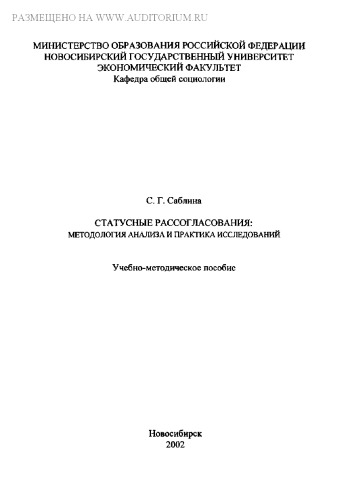 РАЗМЕЩЕНО НА WWW.AUDITORIUM.RU
МИНИСТЕРСТВО ОБРАЗОВАНИЯ РОССИЙСКОЙ ФЕДЕРАЦИИ
НОВОСИБИРСКИЙ ГОСУДАРСТВЕННЫЙ УНИВЕРСИТЕТ
ЭКОНОМИЧЕСКИЙ ФАКУЛЬТЕТ
Кафедра общей социологии
С. Г. Саблина
СТАТУСНЫЕ РАССОГЛАСОВАНИЯ:
МЕТОДОЛОГИЯ АНАЛИЗА И ПРАКТИКА ИССЛЕДОВАНИЙ
Учебно-методическое пособие
Новосибирск
2002